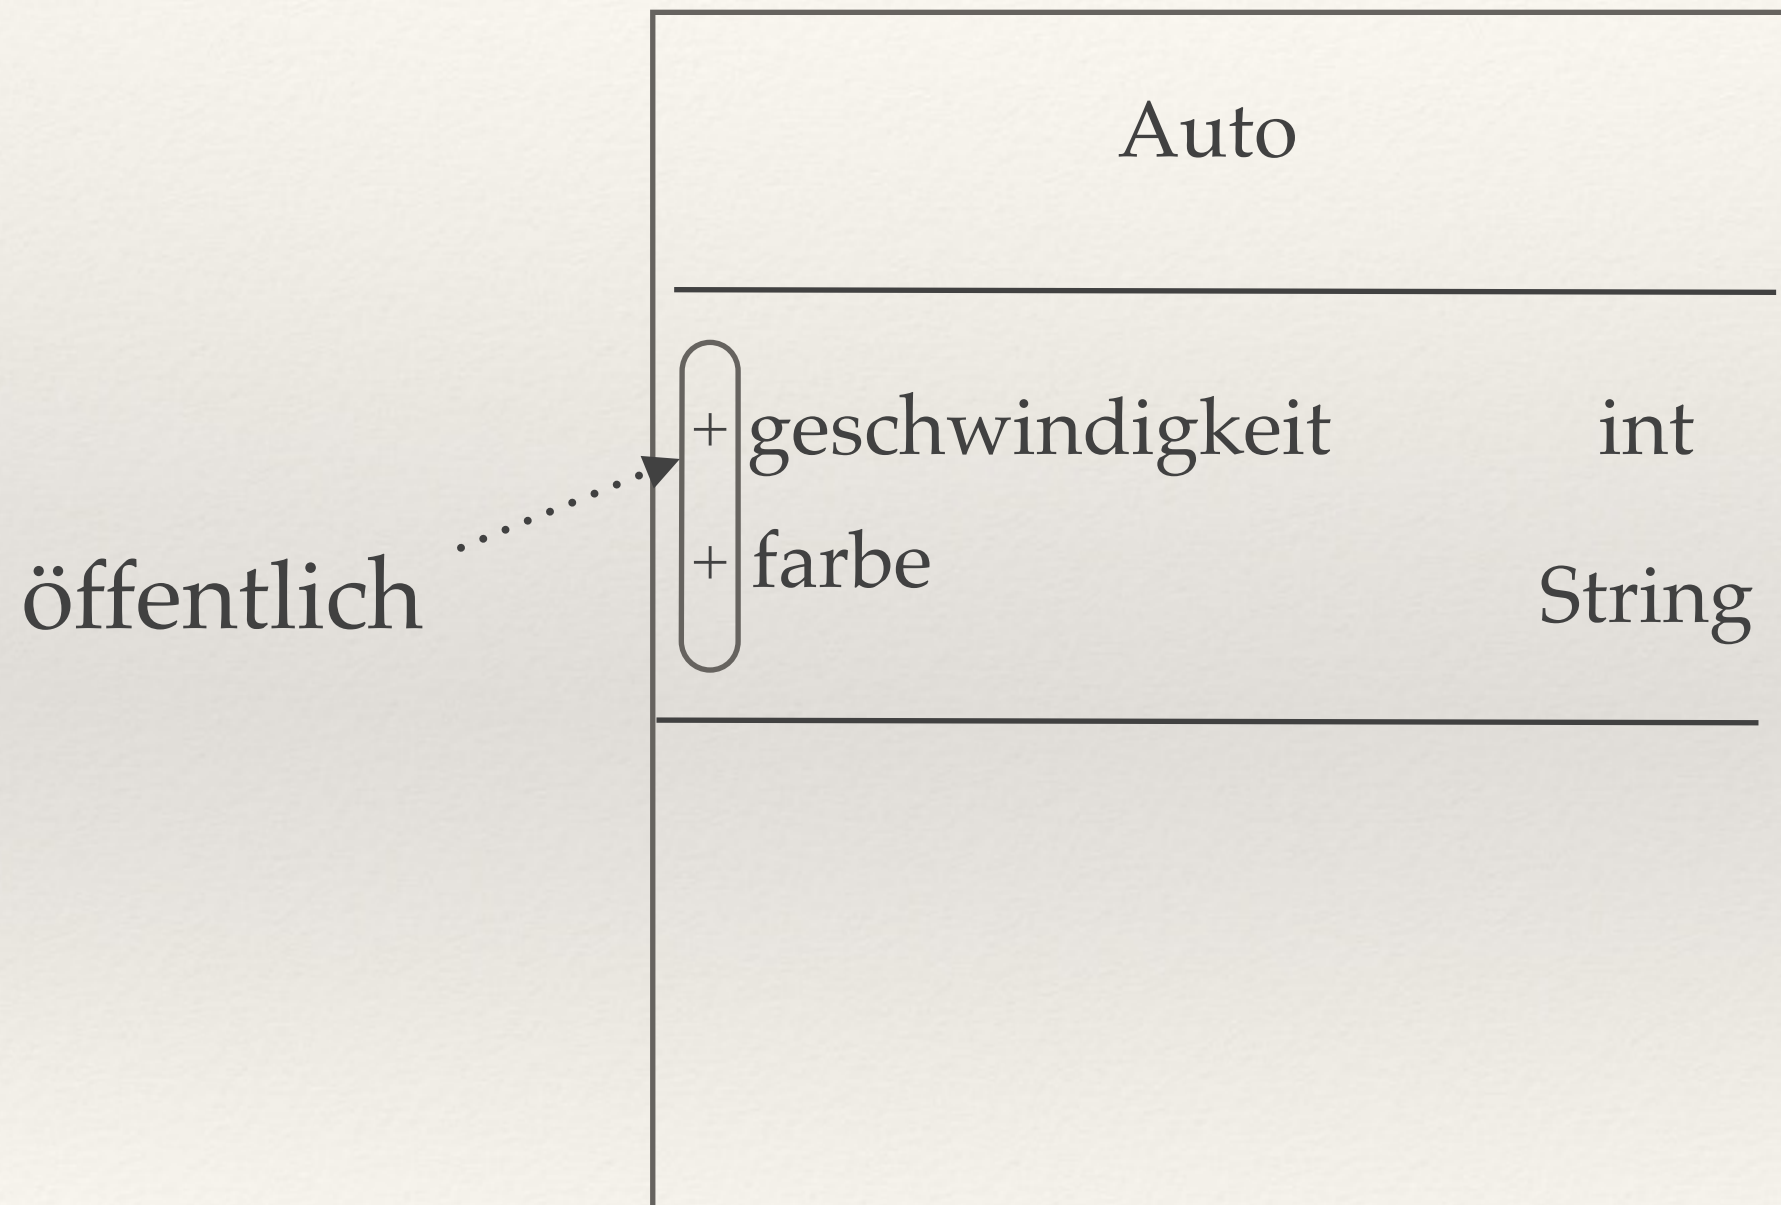 Auto
+ geschwindigkeit int
+ farbe
String
öffentlich